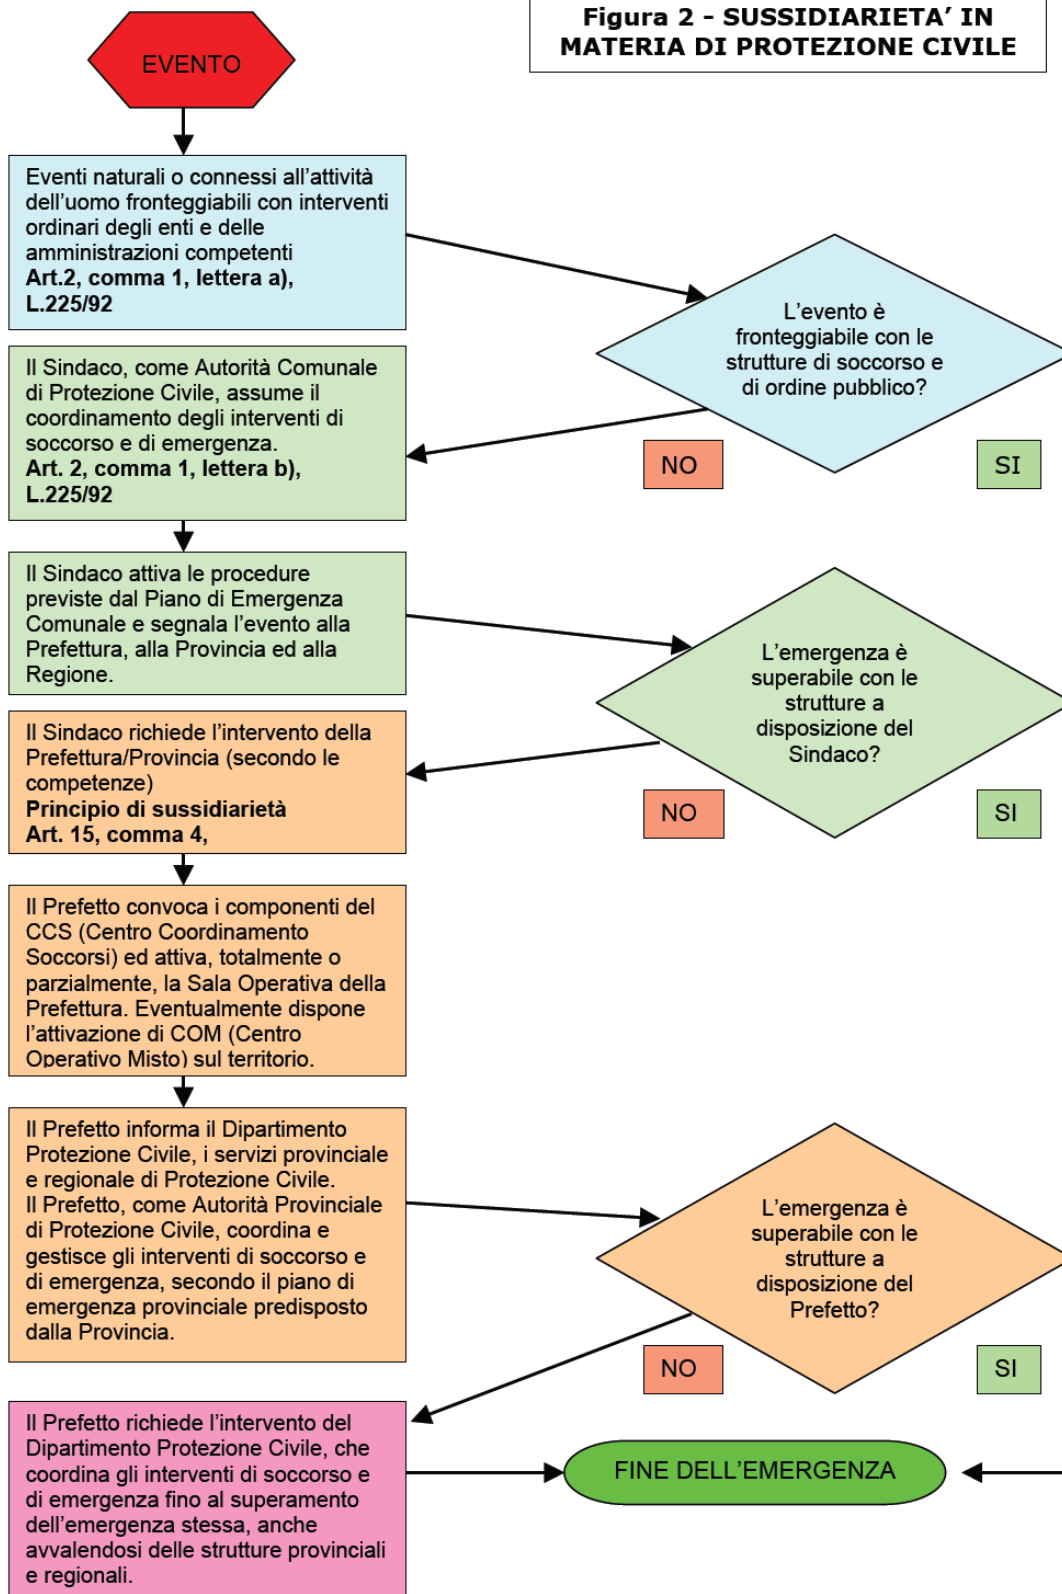 Figura 2 - SUSSIDIARIETA’ IN
MATERIA DI PROTEZIONE CIVILE
EVENTO
Eventi naturali o connessi all’attività
dell’uomo fronteggiabili con interventi
ordinari degli enti e delle
amministrazioni competenti
Art.2, comma 1, lettera a),
L.225/92
L’evento è
fronteggiabile con le
strutture di soccorso e
di ordine pubblico?
Il Sindaco, come Autorità Comunale
di Protezione Civile, assume il
coordinamento degli interventi di
soccorso e di emergenza.
Art. 2, comma 1, lettera b),
L.225/92
NO
SI
Il Sindaco attiva le procedure
previste dal Piano di Emergenza
Comunale e segnala l’evento alla
Prefettura, alla Provincia ed alla
Regione.
L’emergenza è
superabile con le
strutture a
disposizione del
Sindaco?
Il Sindaco richiede l’intervento della
Prefettura/Provincia (secondo le
competenze)
Principio di sussidiarietà
Art. 15, comma 4,
NO
SI
Il Prefetto convoca i componenti del
CCS (Centro Coordinamento
Soccorsi) ed attiva, totalmente o
parzialmente, la Sala Operativa della
Prefettura. Eventualmente dispone
l’attivazione di COM (Centro
Operativo Misto) sul territorio.
Il Prefetto informa il Dipartimento
Protezione Civile, i servizi provinciale
e regionale di Protezione Civile.
Il Prefetto, come Autorità Provinciale
di Protezione Civile, coordina e
gestisce gli interventi di soccorso e
di emergenza, secondo il piano di
emergenza provinciale predisposto
dalla Provincia.
L’emergenza è
superabile con le
strutture a
disposizione del
Prefetto?
NO
SI
Il Prefetto richiede l’intervento del
Dipartimento Protezione Civile, che
coordina gli interventi di soccorso e
di emergenza fino al superamento
dell’emergenza stessa, anche
avvalendosi delle strutture provinciali
e regionali.
FINE DELL’EMERGENZA